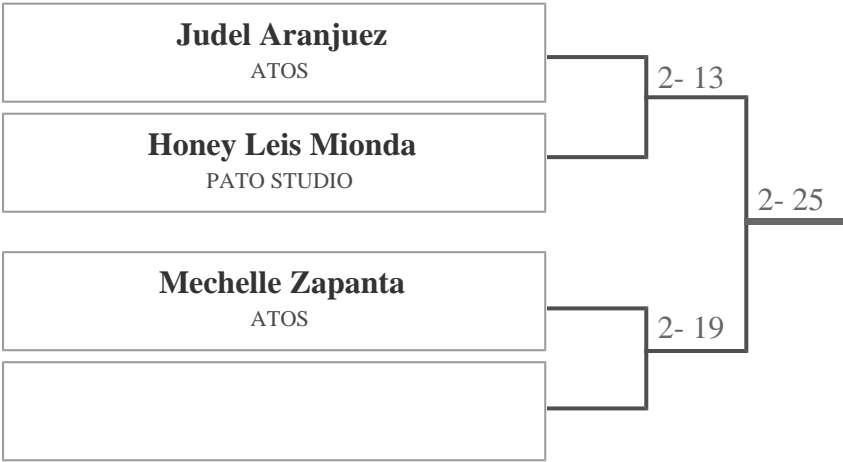 Judel Aranjuez
ATOS
2- 13
Honey Leis Mionda
PATO STUDIO
2- 25
Mechelle Zapanta
ATOS
2- 19